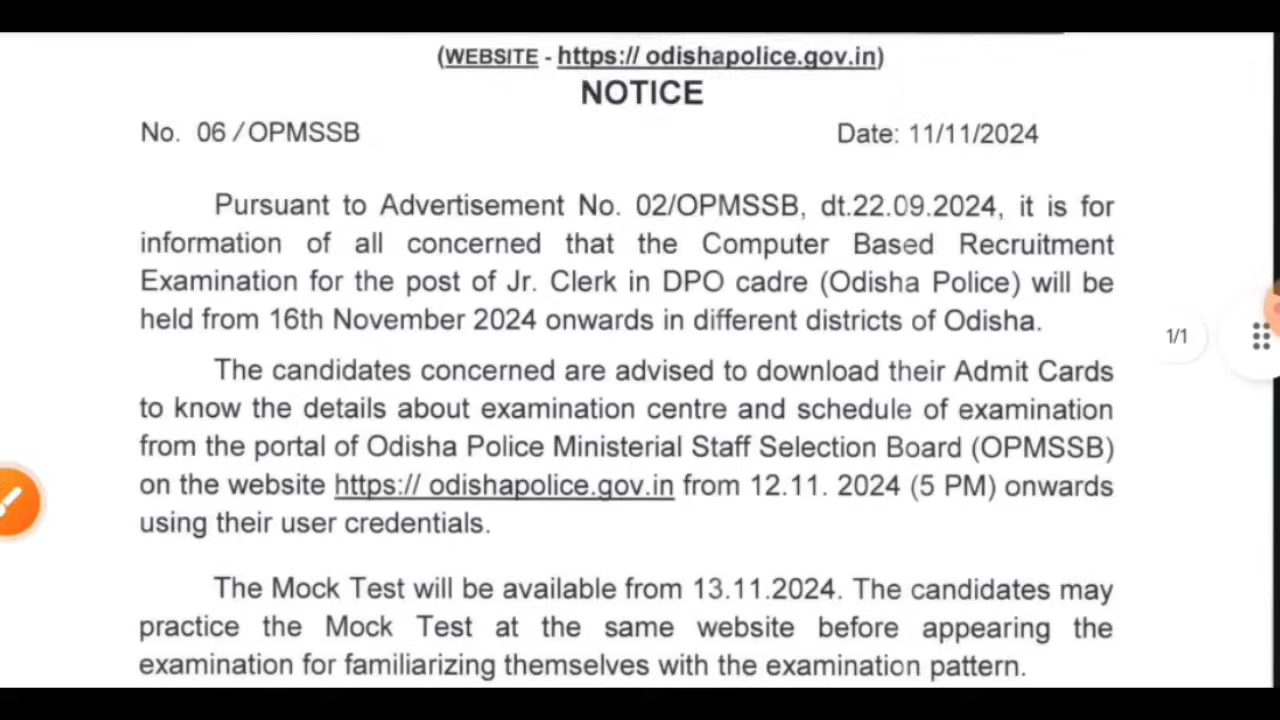 (WEBSITE - https:// odishapolice.gov.in)
NOTICE
No. 06 / OPMSSB Date: 11/11/2024
Pursuant to Advertisement No. 02/OPMSSB, dt.22.09.2024, it is for
information of all concerned that the Computer Based Recruitment
Examination for the post of Jr. Clerk in DPO cadre (Odisha Police) will be
held from 16th November 2024 onwards in different districts of Odisha.
1/1
The candidates concerned are advised to download their Admit Cards
to know the details about examination centre and schedule of examination
from the portal of Odisha Police Ministerial Staff Selection Board (OPMSSB)
on the website https:// odishapolice.gov.in from 12.11. 2024 (5 PM) onwards
using their user credentials.
The Mock Test will be available from 13.11.2024. The candidates may
practice the Mock Test at the same website before appearing the
examination for familiarizing themselves with the examination pattern.